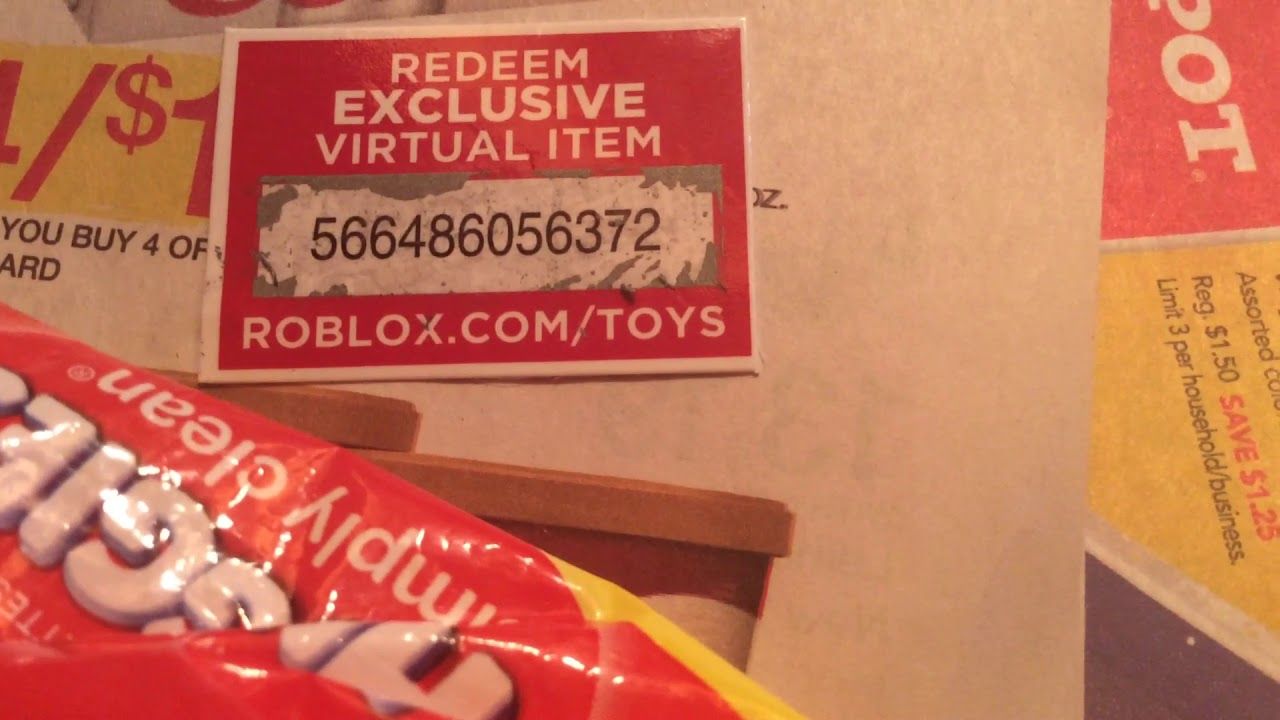 REDEEM
EXCLUSIVE
VIRTUAL ITEM
566486056372
ROBLOX.COM/TOYS
/$1
YOU BUY 4 OF
ARD
OZ.
POT
Assorted
Reg. $1.50 SAVE $1.25
Limit 3 per household/business.
imply clean®